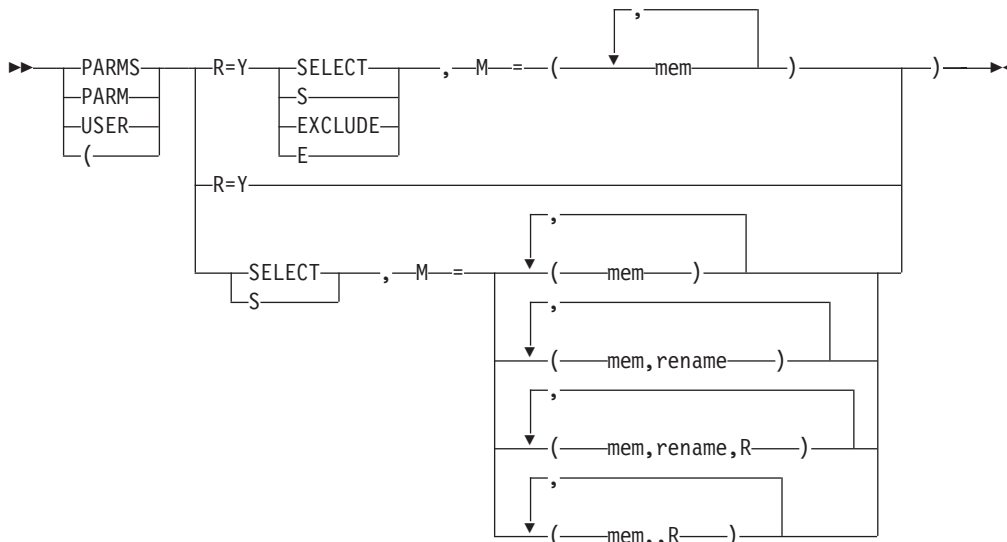 ,
PARMS R=Y SELECT , M = ( mem ) )
PARM S
USER EXCLUDE
( E
R=Y
,
SELECT , M = ( mem )
S
,
( mem,rename )
,
( mem,rename,R )
,
( mem,,R )